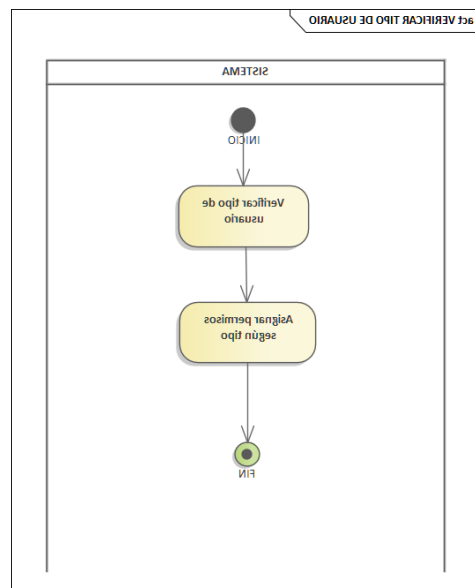 act VERIFICAR TIPO DE USUARIO
SISTEMA
INICIO
Verificar tipo de
usuario
Asignar permisos
según tipo
FIN